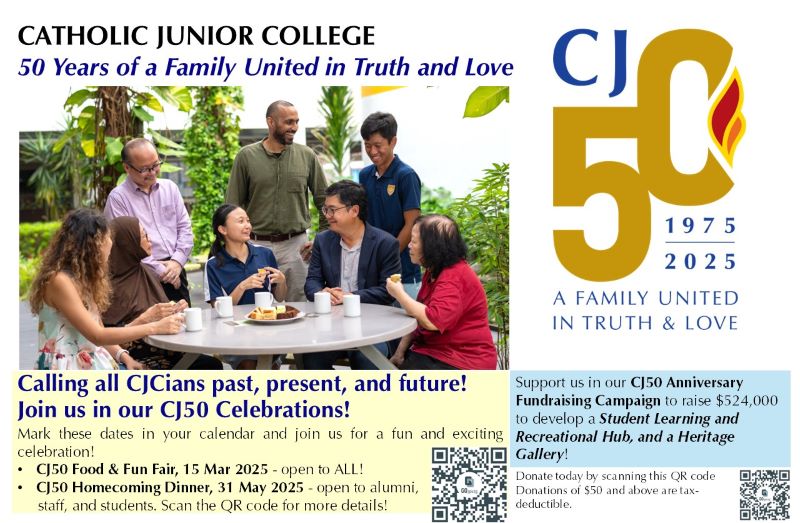 CATHOLIC JUNIOR COLLEGE
50 Years of a Family United in Truth and Love
CJ
50
1975
2025
A FAMILY UNITED
IN TRUTH & LOVE
Calling all CJCians past, present, and future!
Join us in our CJ50 Celebrations!
Mark these dates in your calendar and join us for a fun and exciting
celebration!
• CJ50 Food & Fun Fair, 15 Mar 2025 - open to ALL!
• CJ50 Homecoming Dinner, 31 May 2025 - open to alumni,
staff, and students. Scan the QR code for more details!
Support us in our CJ50 Anniversary
Fundraising Campaign to raise $524,000
to develop a Student Learning and
Recreational Hub, and a Heritage
Gallery!
Donate today by scanning this QR code
Donations of $50 and above are tax-
deductible.